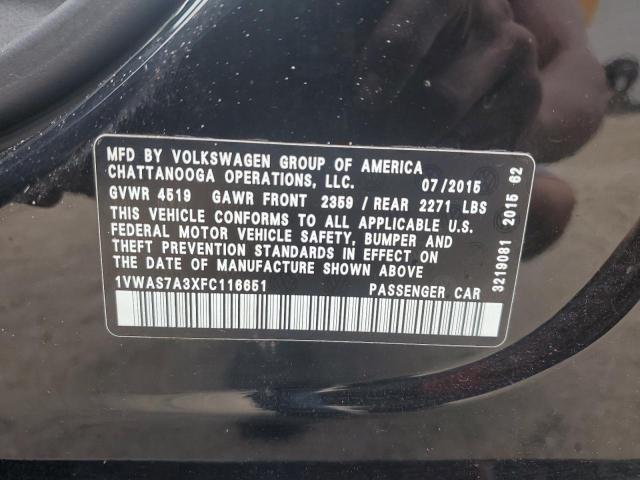 MFD BY VOLKSWAGEN GROUP OF AMERICA
CHATTANOOGA OPERATIONS, LLC. 07/2015
GVWR 4519 GAWR FRONT 2359 / REAR 2271 LBS
THIS VEHICLE CONFORMS TO ALL APPLICABLE U.S.
FEDERAL MOTOR VEHICLE SAFETY, BUMPER AND
THEFT PREVENTION STANDARDS IN EFFECT ON
THE DATE OF MANUFACTURE SHOWN ABOVE
1VWAS7A3XFC116651 PASSENGER CAR
3219081 2015 62